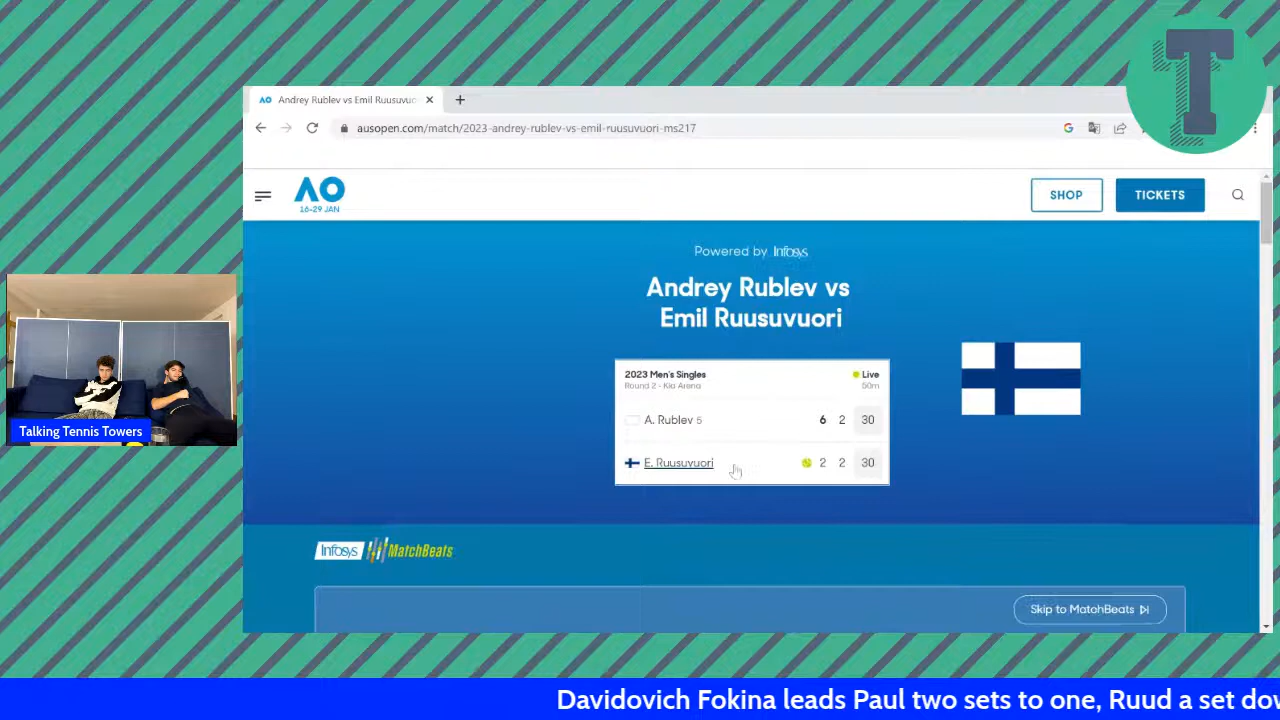 Andrey Rublev vs Emil Ruusuvuo
ausopen.com/match/2023-andrey-rublev-vs-emil-ruusuvuori-ms217
T
AO
16-29 JAN
SHOP
TICKETS
Powered by Infosys
Andrey Rublev vs
Emil Ruusuvuori
2023 Men's Singles
Live
Round 2 - Kia Arena
50m
A. Rublev 5 6 2 30
E. Ruusuvuori 2 2 30
Talking Tennis Towers
Infosys MatchBeats
Skip to MatchBeats
Davidovich Fokina leads Paul two sets to one, Ruud a set dow